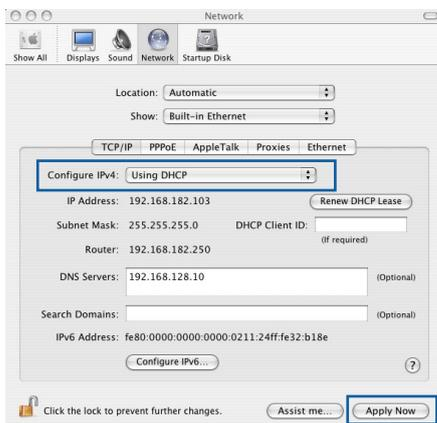 Network
Show All Displays Sound Network Startup Disk
Location: Automatic
Show: Built-in Ethernet
TCP/IP PPPoE AppleTalk Proxies Ethernet
Configure IPv4: Using DHCP
IP Address: 192.168.182.103 Renew DHCP Lease
Subnet Mask: 255.255.255.0 DHCP Client ID:
(If required)
Router: 192.168.182.250
DNS Servers: 192.168.128.10 (Optional)
Search Domains: (Optional)
IPv6 Address: fe80:0000:0000:0000:0211:24ff:fe32:b18e
Configure IPv6... ?
Click the lock to prevent further changes. Assist me... Apply Now